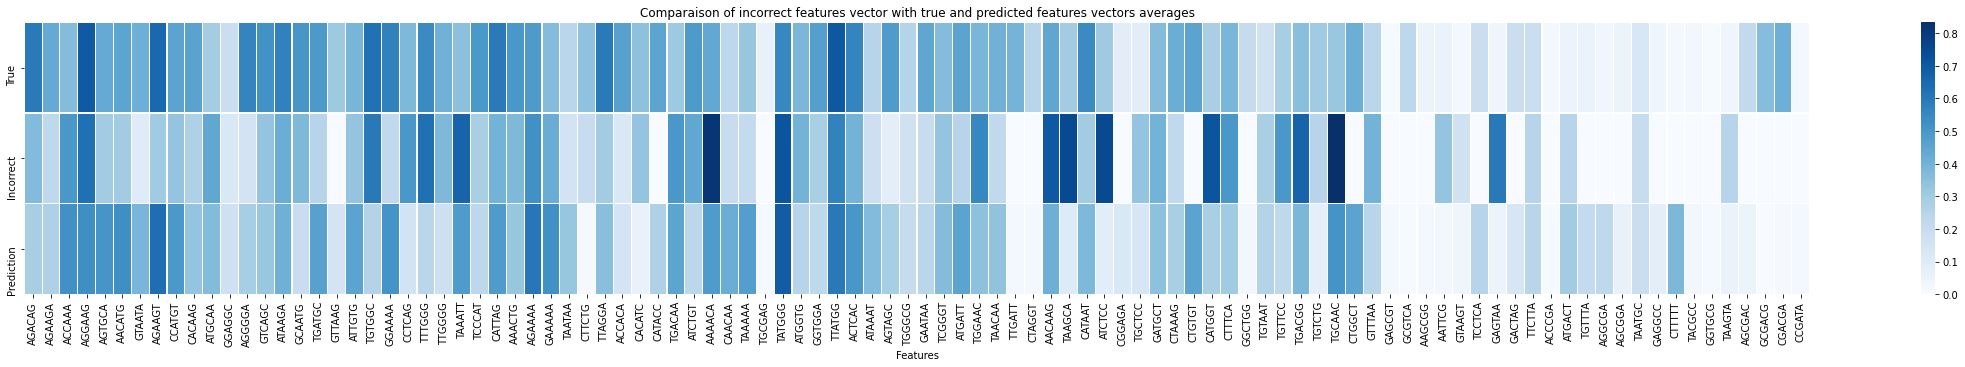 Comparaison of incorrect features vector with true and predicted features vectors averages
True
Incorrect
Prediction
AGACAG
AGAAGA
ACCAAA
AGGAAG
AGTGCA
AACATG
GTAATA
AGAAGT
CCATGT
CACAAG
ATGCAA
GGAGGC
AGGGGA
GTCAGC
ATAAGA
GCAATG
TGATGC
GTTAAG
ATTGTG
TGTGGC
GGAAAA
CCTCAG
TTTGGG
TTGGGG
TAAATT
TCCCAT
CATTAG
AAACTG
AGAAAA
GAAAAA
TAATAA
CTTCTG
TTAGGA
ACCACA
CACATC
CATACC
TGACAA
ATCTGT
AAAACA
CAACAA
TAAAAA
TGCGAG
TATGGG
ATGGTG
GGTGGA
TTATGG
ACTCAC
ATAAAT
AGTAGC
TGGGCG
GAATAA
TCGGGT
ATGATT
TGGAAC
TAACAA
TTGATT
CTAGGT
AACAAG
TAAGCA
CATAAT
ATCTCC
CGGAGA
TGCTCC
GATGCT
CTAAAG
CTGTGT
CATGGT
CTTTCA
GGCTGG
TGTAAT
TGTTCC
TGACGG
TGTCTG
TGCAAC
CTGGCT
GTTTAA
GAGCGT
GCGTCA
AAGCGG
AATTCG
GTAAGT
TCCTCA
GAGTAA
GACTAG
TTCTTA
ACCCGA
ATGACT
TGTTTA
AGGCGA
AGCGGA
TAATGC
GAGGCC
CTTTTT
TACGCC
GGTGCG
TAAGTA
AGCGAC
GCGACG
CGACGA
CCGATA
Features
0.8
0.7
0.6
0.5
0.4
0.3
0.2
0.1
0.0